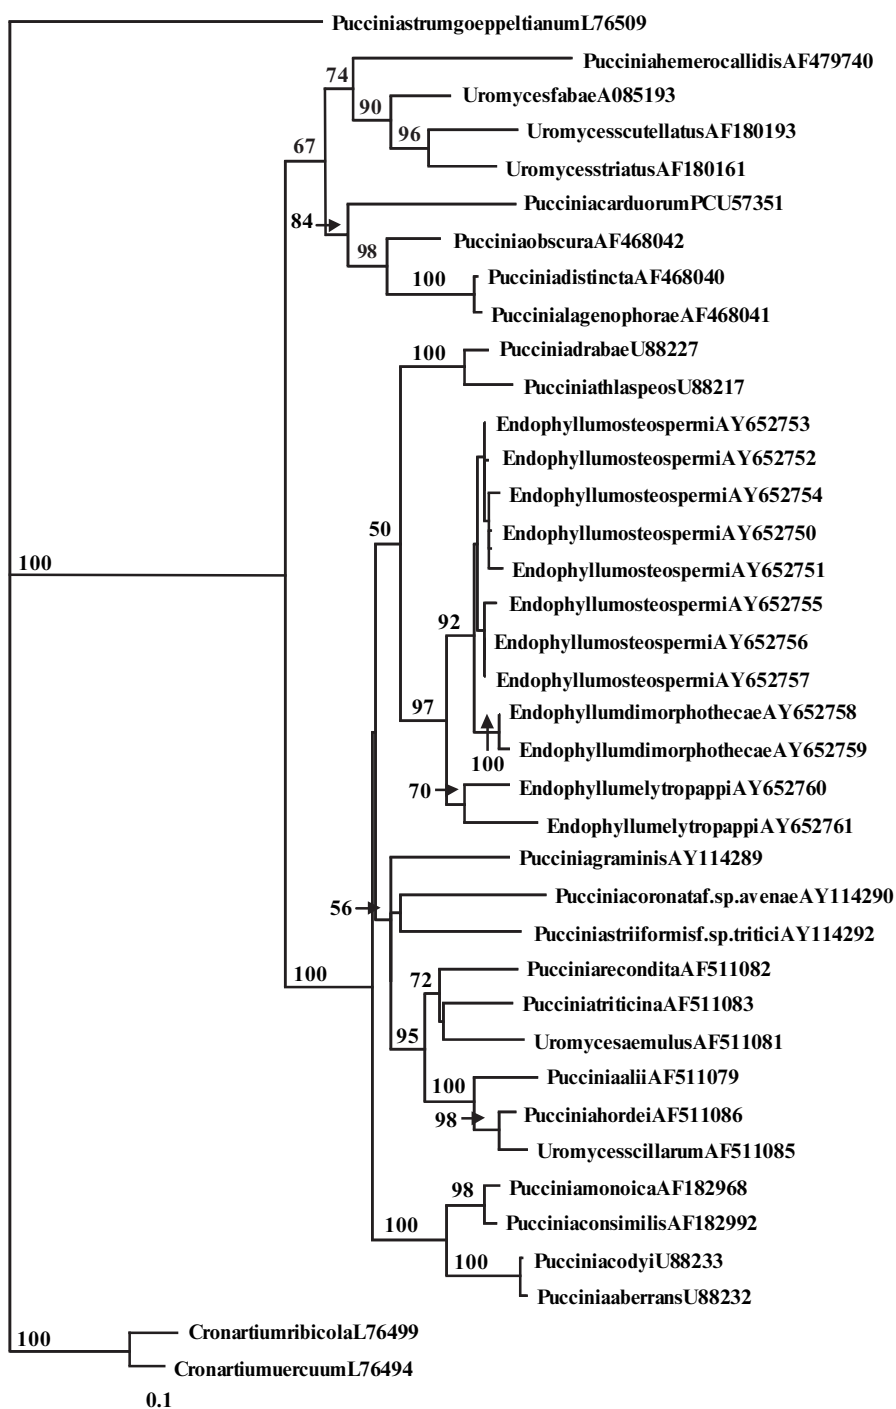 PucciniastrumgoeppeltianumL76509
PucciniahemerocallidisAF479740
74
UromycesfabaeA085193
90
UromycesscutellatusAF180193
96
67
UromycesstriatusAF180161
PucciniacarduorumPCU57351
84
PucciniaobscuraAF468042
98
PucciniadistinctaAF468040
100
PuccinialagenophoraeAF468041
PucciniadrabaeU88227
100
PucciniathlaspeosU88217
EndophyllumosteospermiAY652753
EndophyllumosteospermiAY652752
EndophyllumosteospermiAY652754
50
EndophyllumosteospermiAY652750
100
EndophyllumosteospermiAY652751
EndophyllumosteospermiAY652755
92
EndophyllumosteospermiAY652756
EndophyllumosteospermiAY652757
97
EndophyllumdimorphothecaeAY652758
EndophyllumdimorphothecaeAY652759
100
70
EndophyllumelytropappiAY652760
EndophyllumelytropappiAY652761
PucciniagraminisAY114289
Pucciniacoronataf.sp.avenaeAY114290
56
Pucciniastriiformisf.sp.triticiAY114292
100
72
PucciniareconditaAF511082
PucciniatriticinaAF511083
95
UromycesaemulusAF511081
100
PucciniaaliiAF511079
98
PucciniahordeiAF511086
UromycesscillarumAF511085
98
PucciniamonoicaAF182968
100
PucciniaconsimilisAF182992
100
PucciniacodyiU88233
PucciniaaberransU88232
100
CronartiumribicolaL76499
CronartiumuercuumL76494
0.1